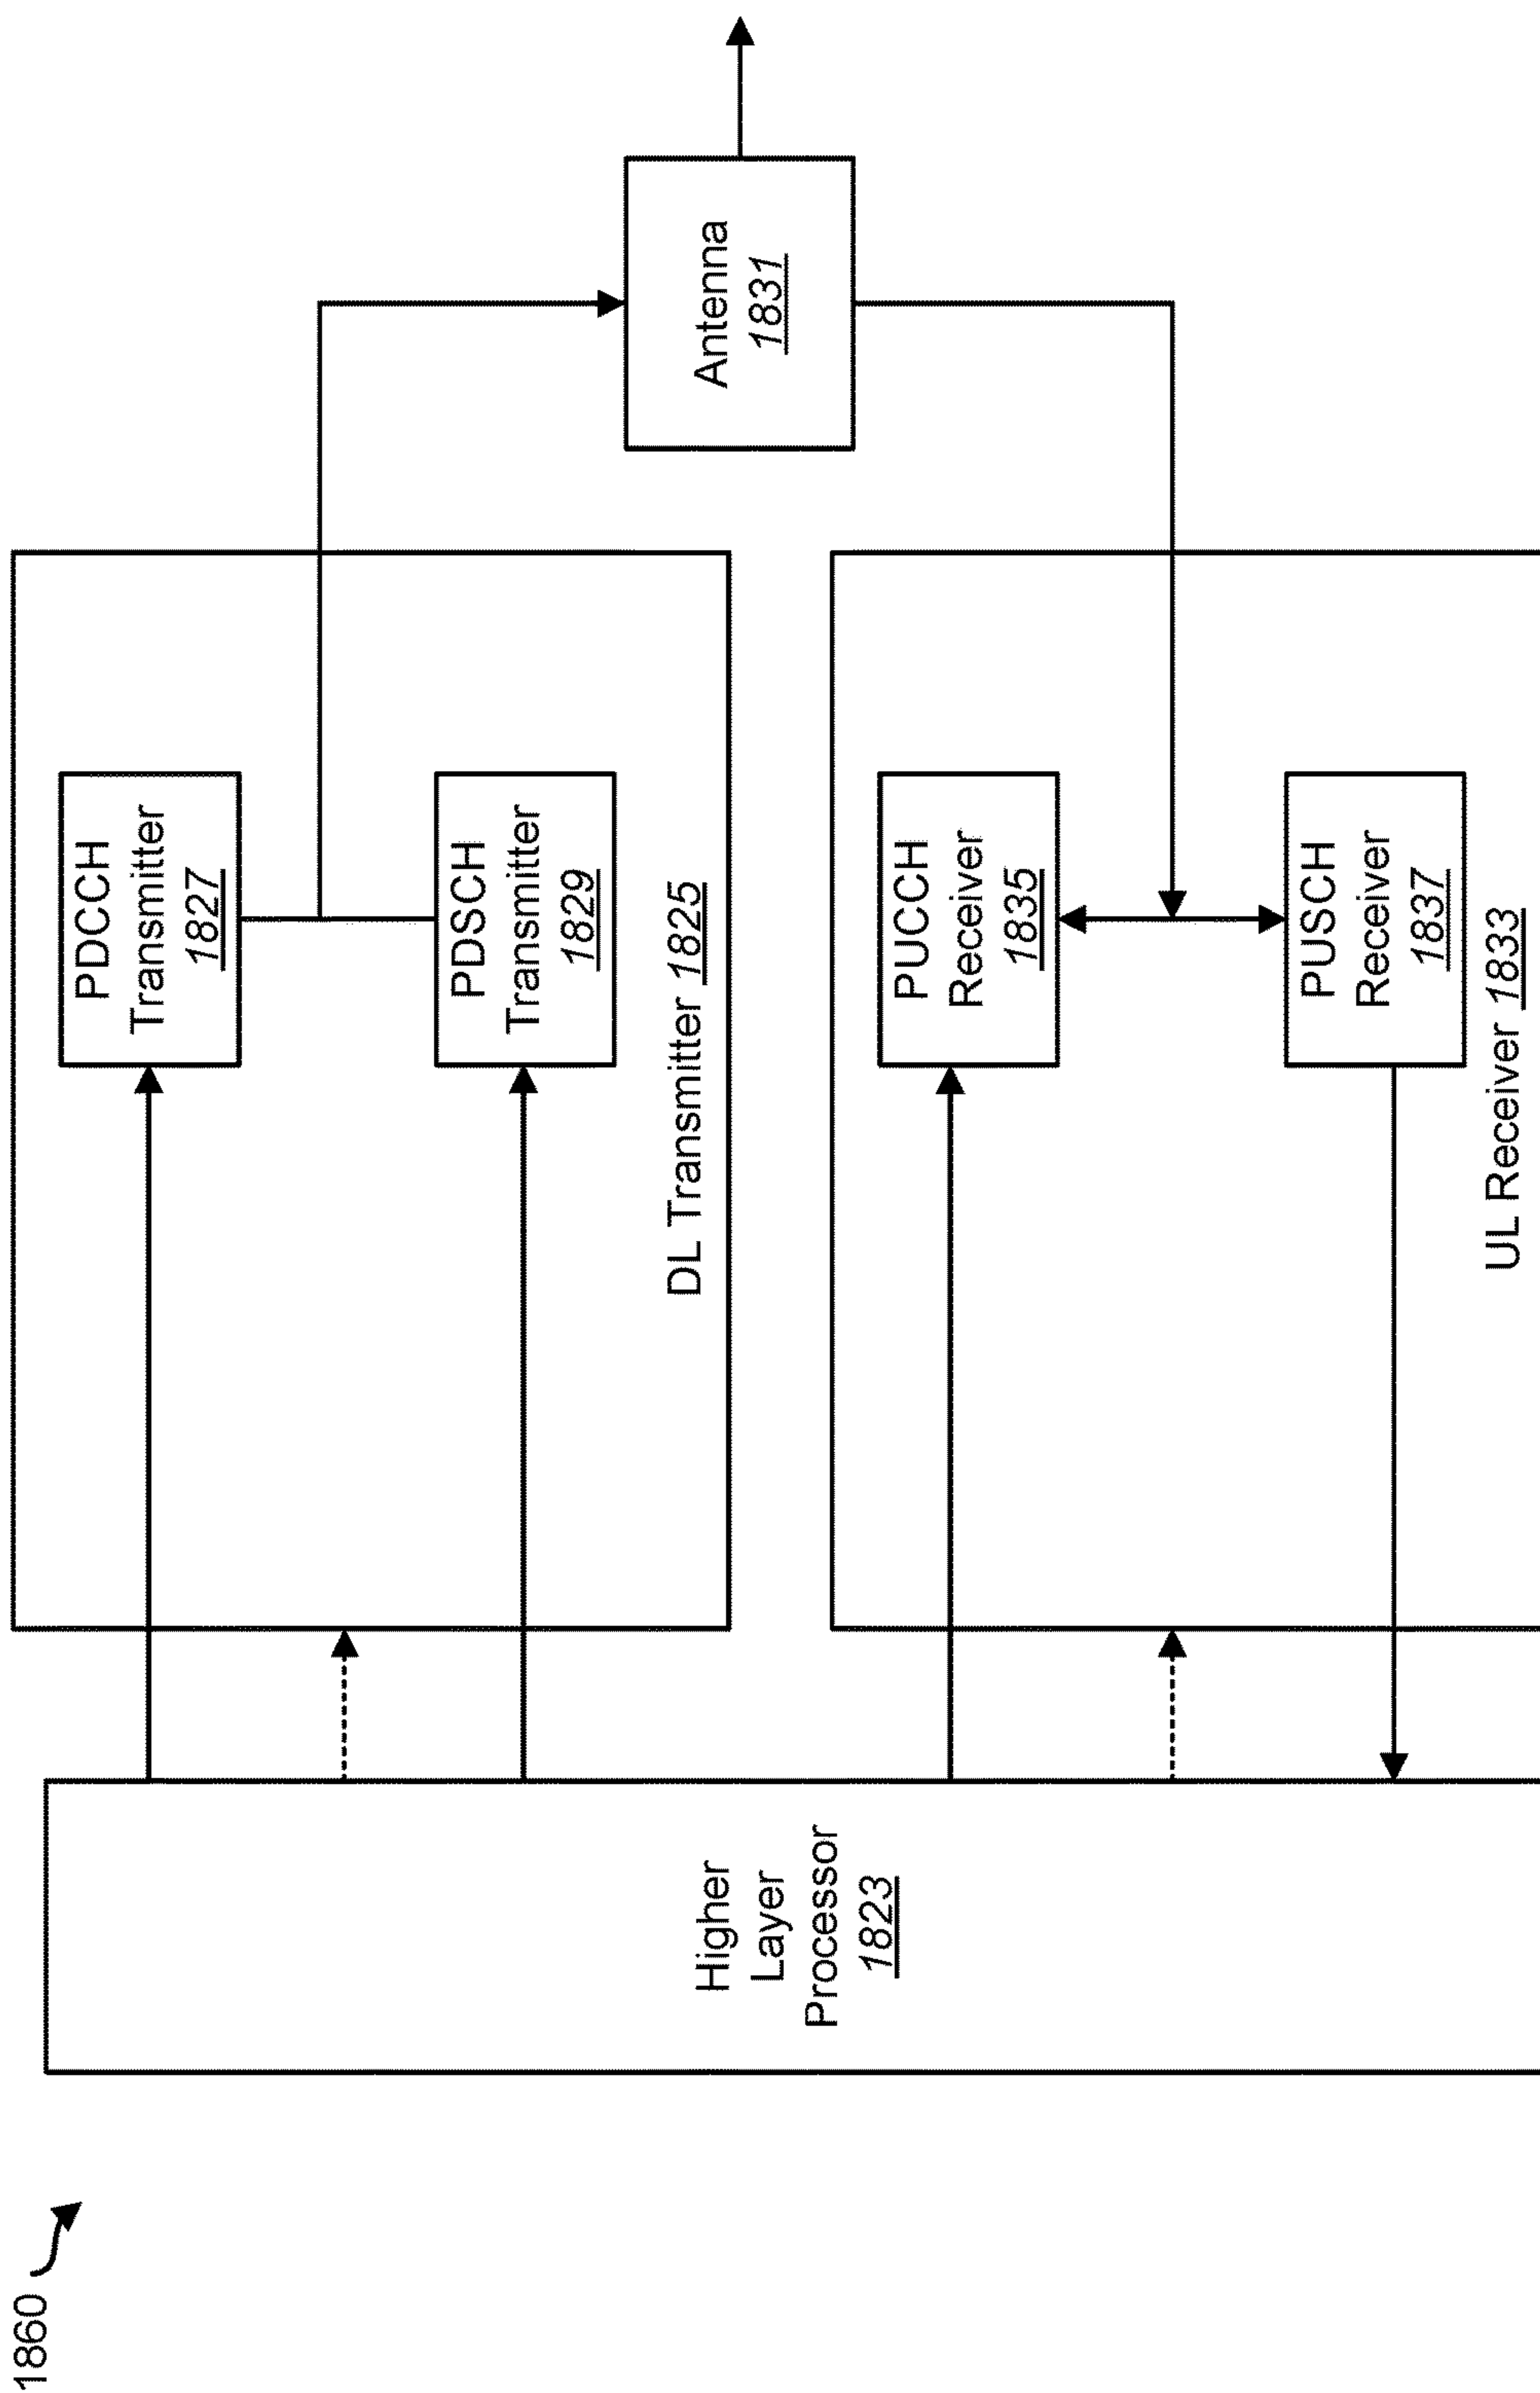 1860
Higher
Layer
Processor
1823
PDCCH
Transmitter
1827
PDSCH
Transmitter
1829
DL Transmitter 1825
PUCCH
Receiver
1835
PUSCH
Receiver
1837
UL Receiver 1833
Antenna
1831